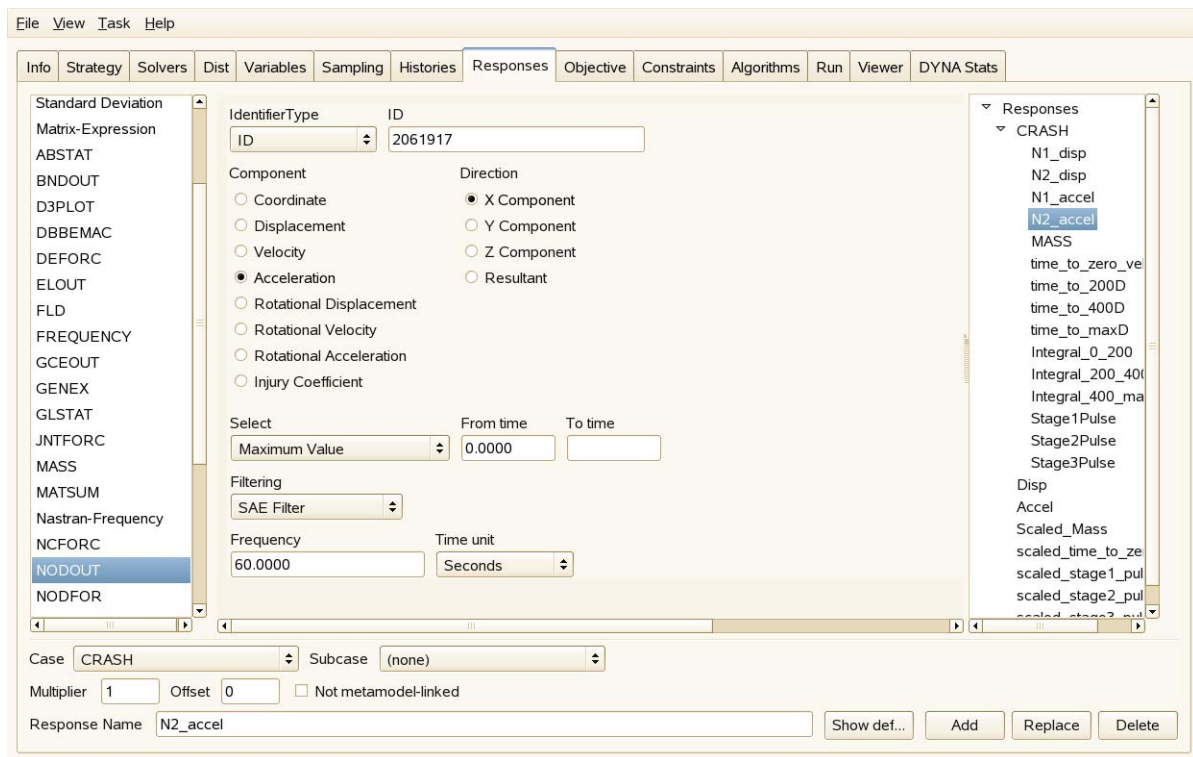 File View Task Help
Info Strategy Solvers Dist Variables Sampling Histories Responses Objective Constraints Algorithms Run Viewer DYNA Stats
Standard Deviation
Matrix-Expression
ABSTAT
BNDOUT
D3PLOT
DBBEMAC
DEFORC
ELOUT
FLD
FREQUENCY
GCEOUT
GENEX
GLSTAT
JNTFORC
MASS
MATSUM
Nastran-Frequency
NCFORC
NODOUT
NODFOR
IdentifierType ID
ID 2061917
Component Direction
Coordinate X Component
Displacement Y Component
Velocity Z Component
Acceleration Resultant
Rotational Displacement
Rotational Velocity
Rotational Acceleration
Injury Coefficient
Select From time To time
Maximum Value 0.0000
Filtering
SAE Filter
Frequency Time unit
60.0000 Seconds
Responses
CRASH
N1_disp
N2_disp
N1_accel
N2_accel
MASS
time_to_zero_vel
time_to_200D
time_to_400D
time_to_maxD
Integral_0_200
Integral_200_400
Integral_400_ma
Stage1Pulse
Stage2Pulse
Stage3Pulse
Disp
Accel
Scaled_Mass
scaled_time_to_ze
scaled_stage1_pul
scaled_stage2_pul
scaled_stage3_pul
Case CRASH Subcase (none)
Multiplier 1 Offset 0 Not metamodel-linked
Response Name N2_accel Show def... Add Replace Delete